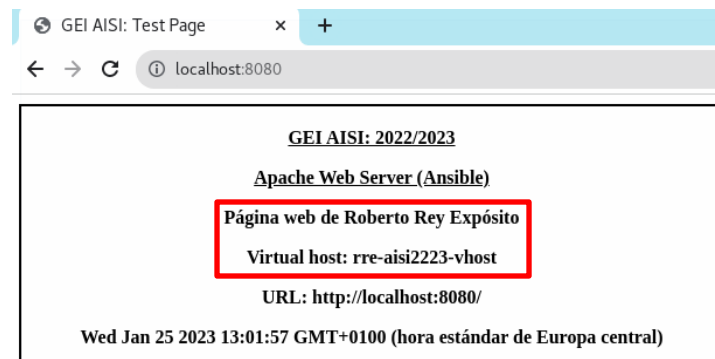 GEI AISI: Test Page
localhost:8080
GEI AISI: 2022/2023
Apache Web Server (Ansible)
Página web de Roberto Rey Expósito
Virtual host: rre-aisi2223-vhost
URL: http://localhost:8080/
Wed Jan 25 2023 13:01:57 GMT+0100 (hora estándar de Europa central)